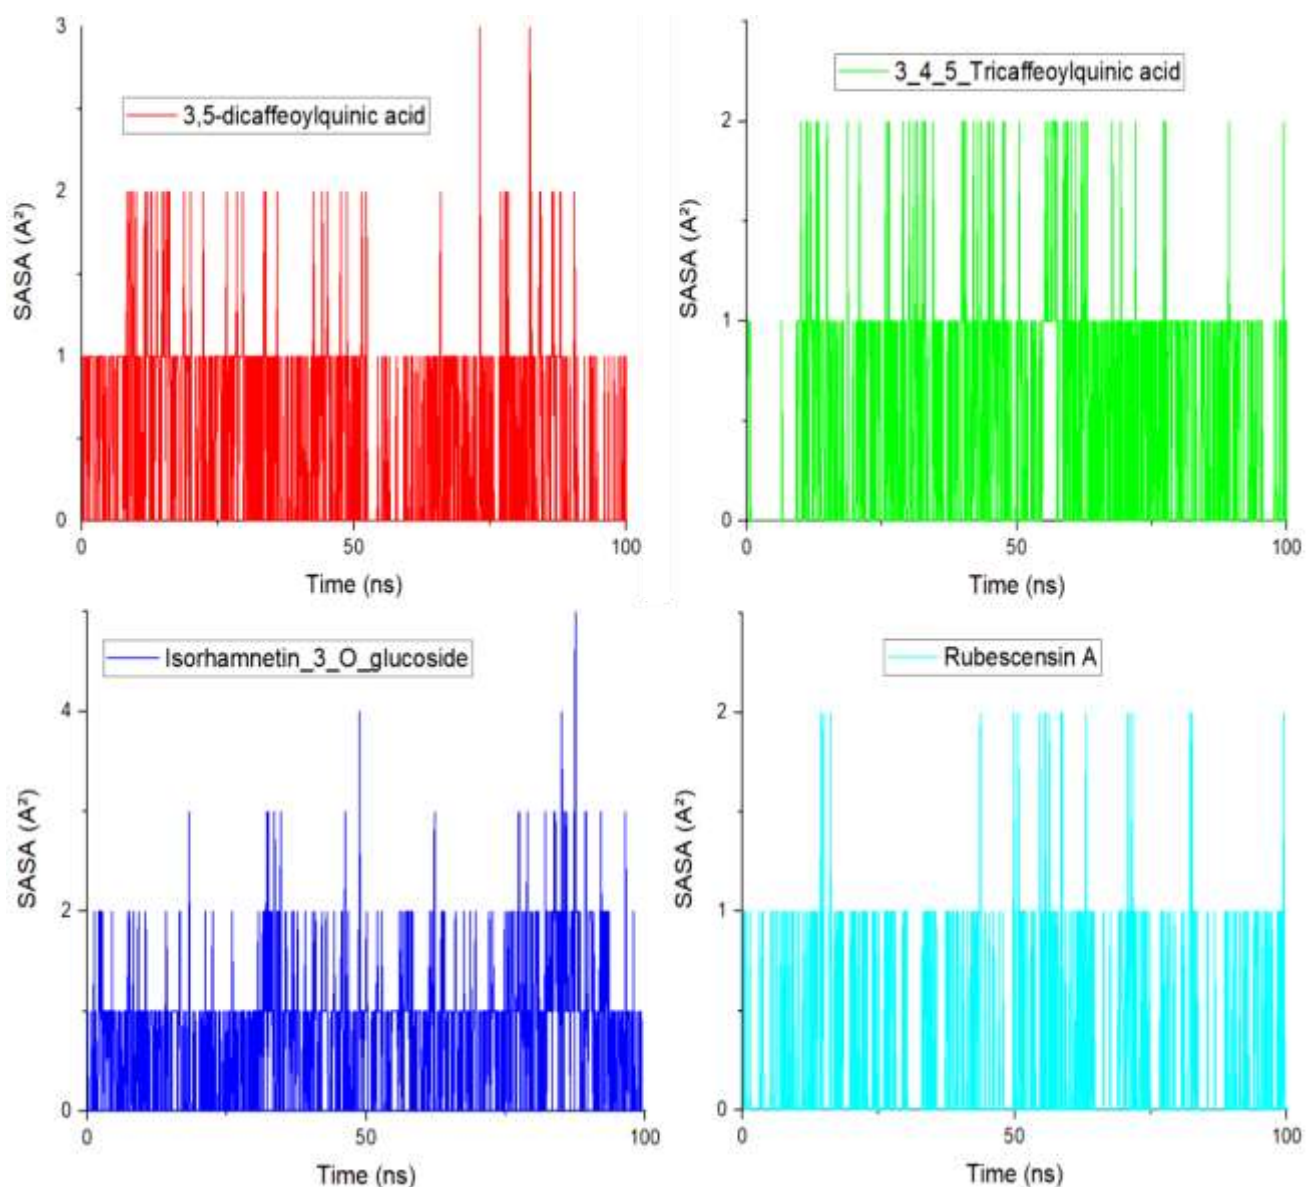 3
3,5-dicaffeoylquinic acid
2
1
0
SASA (A²)
0
50
100
Time (ns)
3_4_5_Tricaffeoylquinic acid
2
1
0
SASA (A²)
0
50
100
Time (ns)
Isorhamnetin_3_O_glucoside
4
2
0
SASA (A²)
0
50
100
Time (ns)
Rubescensin A
2
1
0
SASA (A²)
0
50
100
Time (ns)